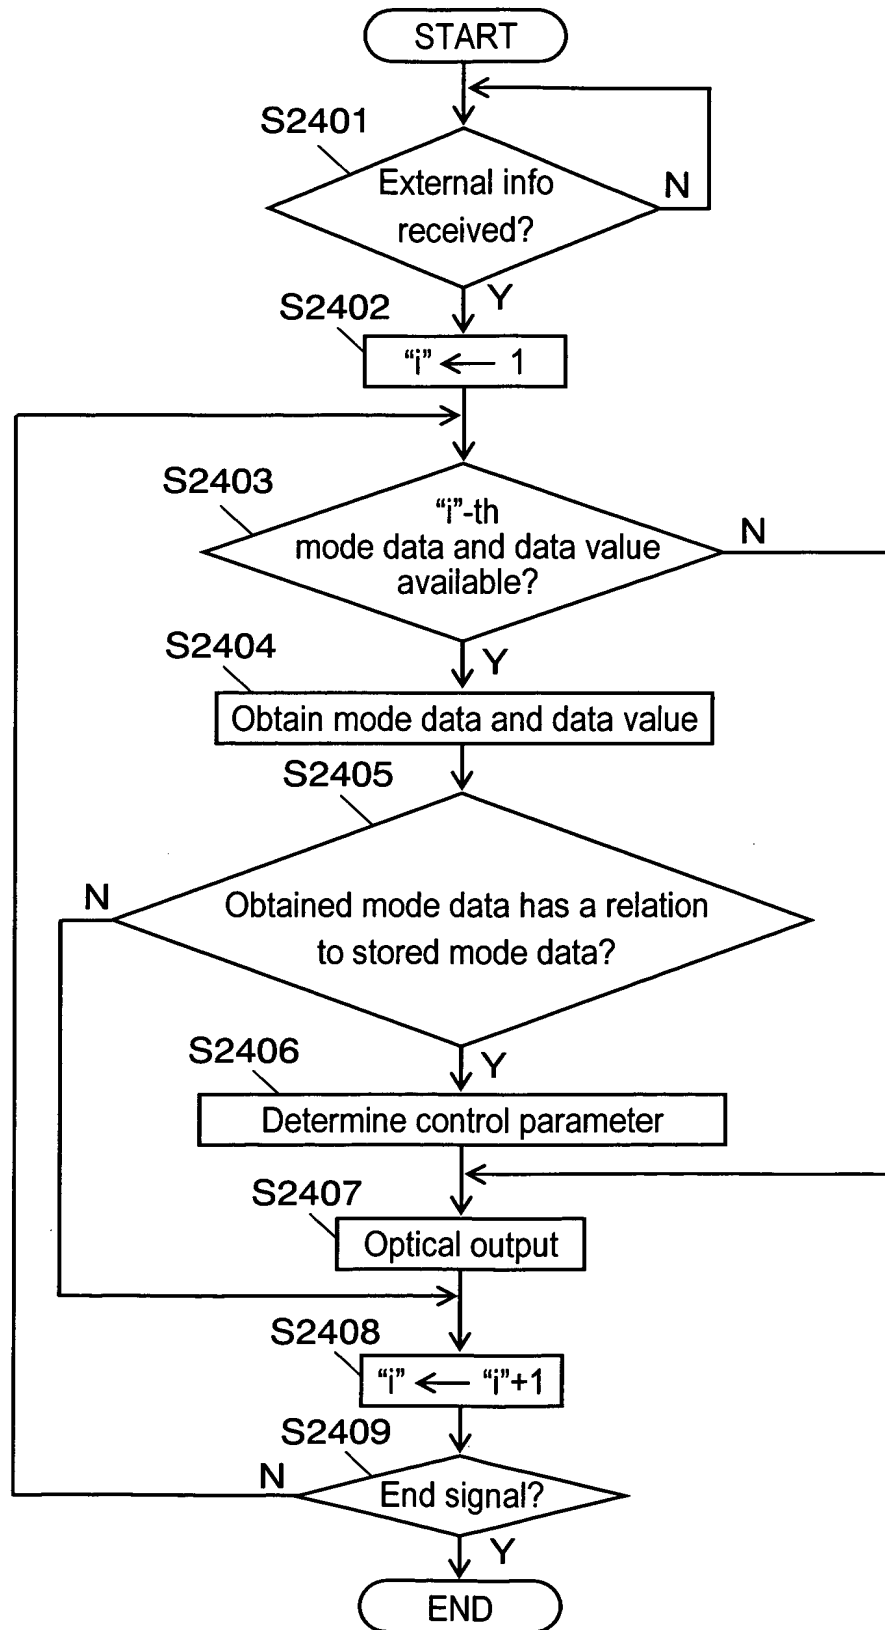 START
S2401
External info
received?
N
Y
S2402
“i” ← 1
S2403
“i”-th
mode data and data value
available?
N
Y
S2404
Obtain mode data and data value
S2405
N
Obtained mode data has a relation
to stored mode data?
Y
S2406
Determine control parameter
S2407
Optical output
S2408
“i” ← “i”+1
S2409
N
End signal?
Y
END